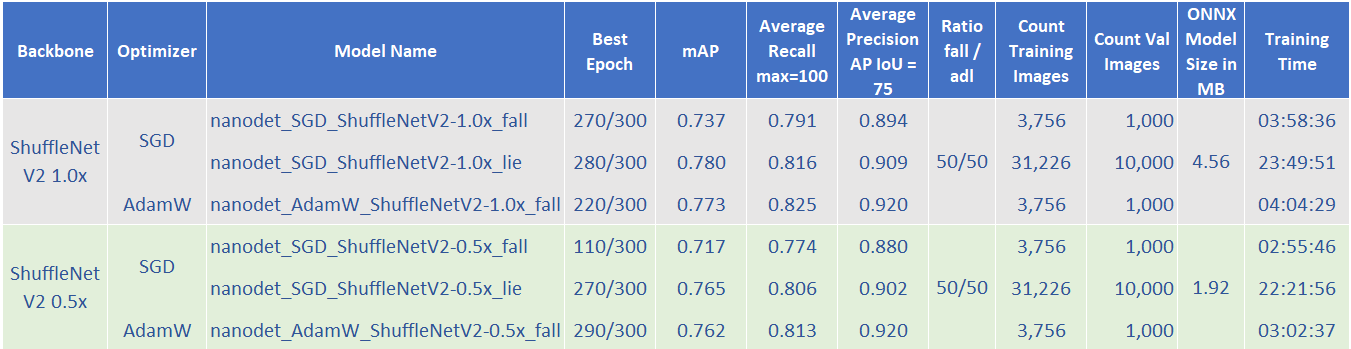 Backbone Optimizer Model Name Best Epoch mAP Average Recall max=100 Average Precision AP IoU = 75 Ratio fall / adl Count Training Images Count Val Images ONNX Model Size in MB Training Time
ShuffleNet V2 1.0x SGD nanodet_SGD_ShuffleNetV2-1.0x_fall 270/300 0.737 0.791 0.894 50/50 3,756 1,000 4.56 03:58:36
nanodet_SGD_ShuffleNetV2-1.0x_lie 280/300 0.780 0.816 0.909 31,226 10,000 23:49:51
AdamW nanodet_AdamW_ShuffleNetV2-1.0x_fall 220/300 0.773 0.825 0.920 3,756 1,000 04:04:29
ShuffleNet V2 0.5x SGD nanodet_SGD_ShuffleNetV2-0.5x_fall 110/300 0.717 0.774 0.880 50/50 3,756 1,000 1.92 02:55:46
nanodet_SGD_ShuffleNetV2-0.5x_lie 270/300 0.765 0.806 0.902 31,226 10,000 22:21:56
AdamW nanodet_AdamW_ShuffleNetV2-0.5x_fall 290/300 0.762 0.813 0.920 3,756 1,000 03:02:37